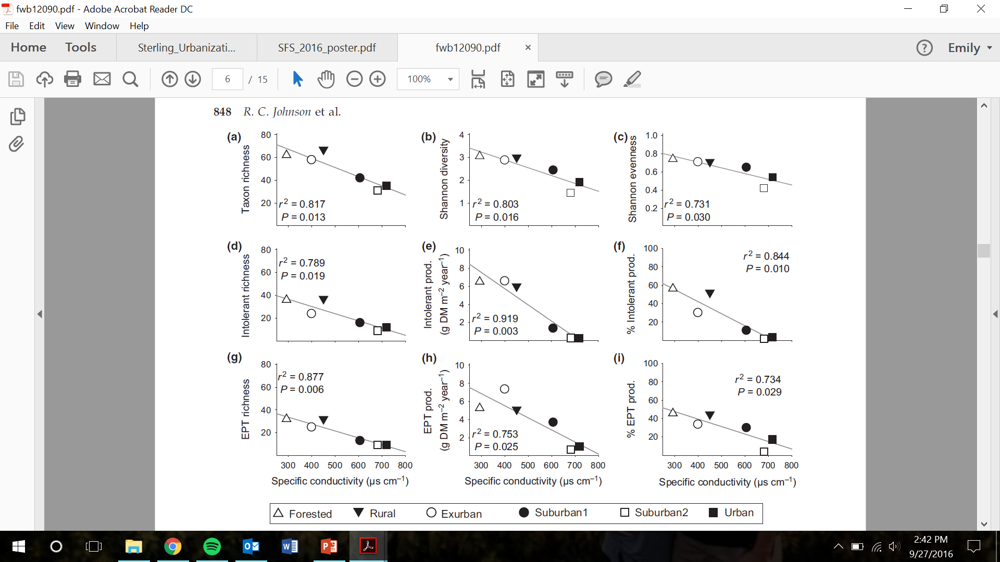 fwb12090.pdf - Adobe Acrobat Reader DC
File Edit View Window Help
Home Tools Sterling_Urbanizati... SFS_2016_poster.pdf fwb12090.pdf × ? Emily
6 / 15 100%
848 R. C. Johnson et al.
(a)
Taxon richness
80
60
40
20
r² = 0.817
P = 0.013
(b)
Shannon diversity
4
3
2
1
r² = 0.803
P = 0.016
(c)
Shannon evenness
1.0
0.8
0.6
0.4
0.2
r² = 0.731
P = 0.030
(d)
Intolerant richness
80
60
40
20
r² = 0.789
P = 0.019
(e)
Intolerant prod.
(g DM m⁻² year⁻¹)
10
8
6
4
2
r² = 0.919
P = 0.003
(f)
% Intolerant prod.
100
80
60
40
20
r² = 0.844
P = 0.010
(g)
EPT richness
80
60
40
20
r² = 0.877
P = 0.006
300 400 500 600 700 800
Specific conductivity (µs cm⁻¹)
(h)
EPT prod.
(g DM m⁻² year⁻¹)
10
8
6
4
2
r² = 0.753
P = 0.025
300 400 500 600 700 800
Specific conductivity (µs cm⁻¹)
(i)
% EPT prod.
100
80
60
40
20
r² = 0.734
P = 0.029
300 400 500 600 700 800
Specific conductivity (µs cm⁻¹)
Forested Rural Exurban Suburban1 Suburban2 Urban
2:42 PM
9/27/2016